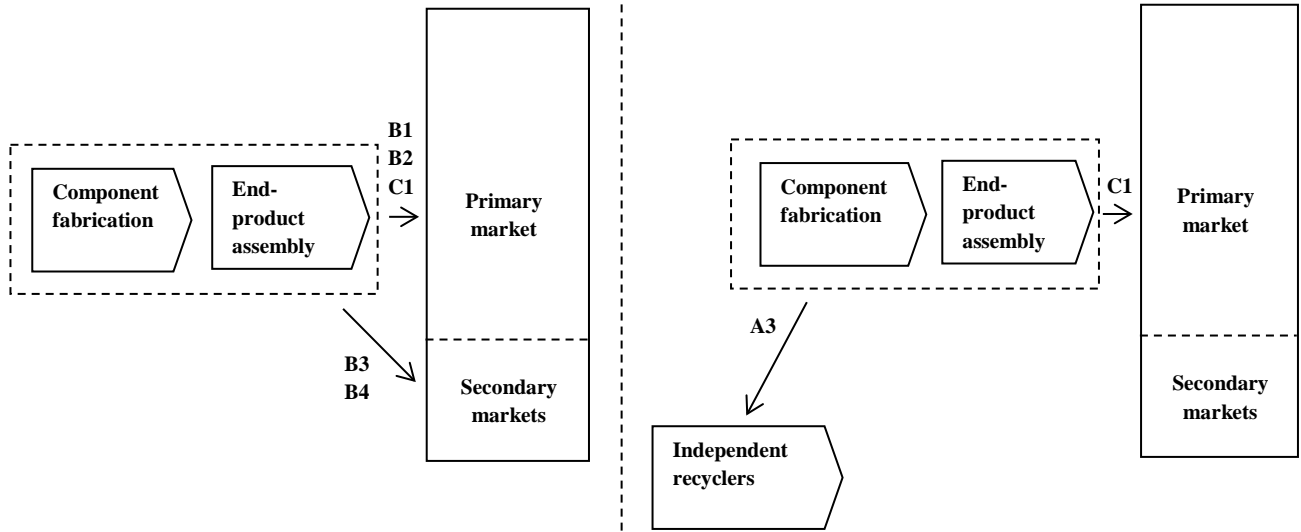 B1
B2
C1
Component
fabrication
End-
product
assembly
Primary
market
B3
B4
Secondary
markets
Component
fabrication
End-
product
assembly
C1
Primary
market
A3
Secondary
markets
Independent
recyclers